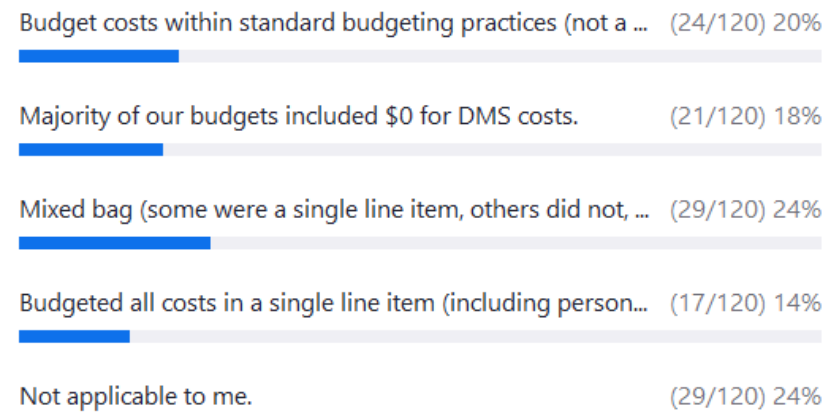 Budget costs within standard budgeting practices (not a ... (24/120) 20%
Majority of our budgets included $0 for DMS costs. (21/120) 18%
Mixed bag (some were a single line item, others did not, ... (29/120) 24%
Budgeted all costs in a single line item (including person... (17/120) 14%
Not applicable to me. (29/120) 24%